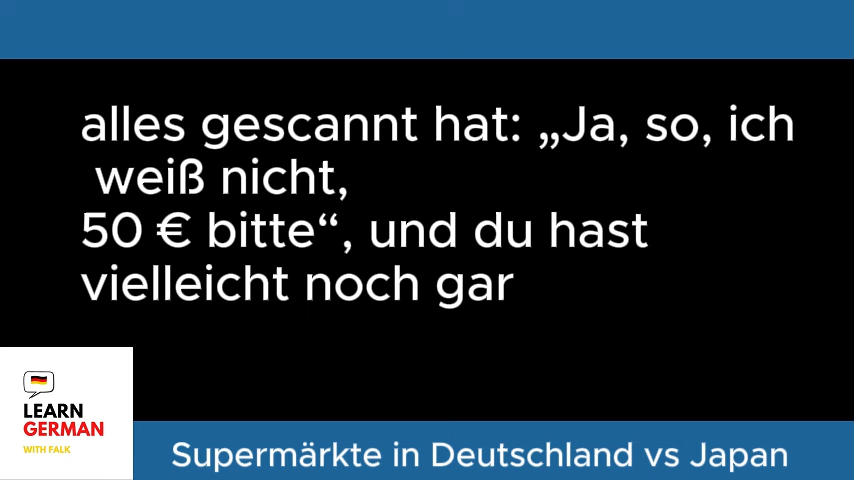 alles gescannt hat: „Ja, so, ich
weiß nicht,
50 € bitte“, und du hast
vielleicht noch gar
LEARN
GERMAN
WITH FALK
Supermärkte in Deutschland vs Japan